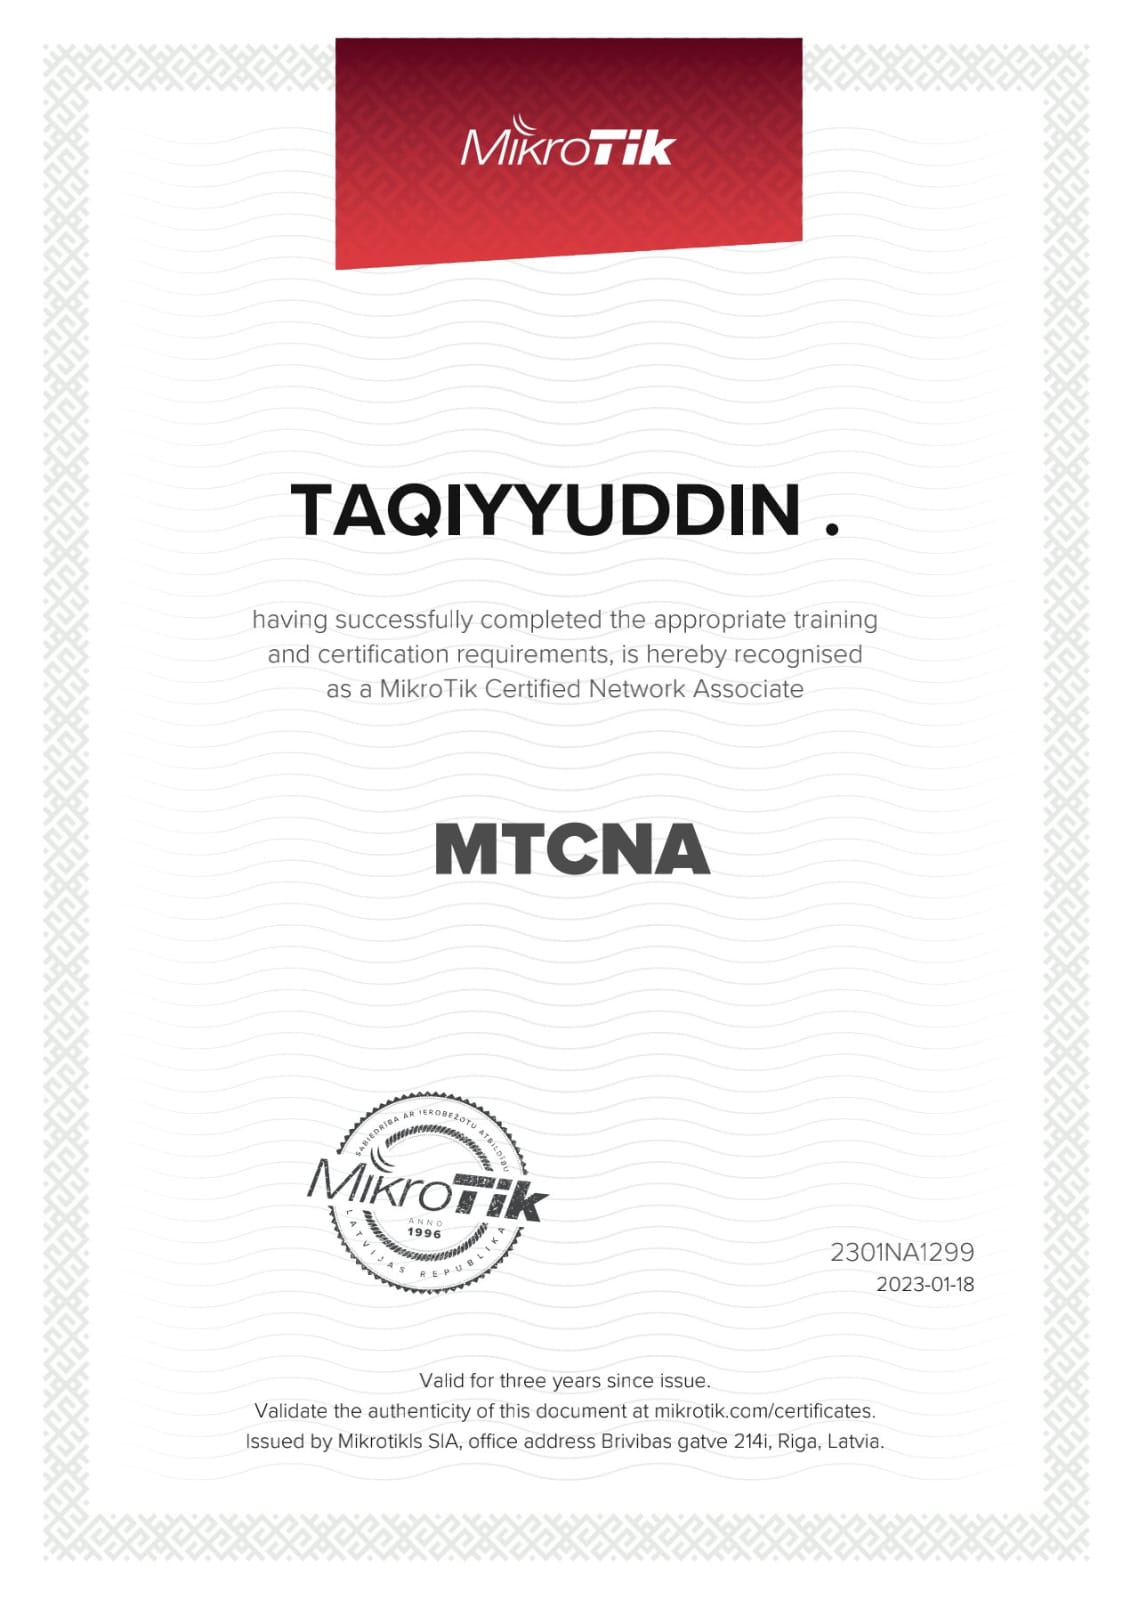 MikroTik
TAQIYYUDDIN .
having successfully completed the appropriate training
and certification requirements, is hereby recognised
as a MikroTik Certified Network Associate
MTCNA
SABIEDRĪBA AR IEROBEŽOTU ATBILDĪBU
MikroTik
ANNO
1996
LATVIJAS REPUBLIKA
2301NA1299
2023-01-18
Valid for three years since issue.
Validate the authenticity of this document at mikrotik.com/certificates.
Issued by Mikrotikls SIA, office address Brivibas gatve 214i, Riga, Latvia.